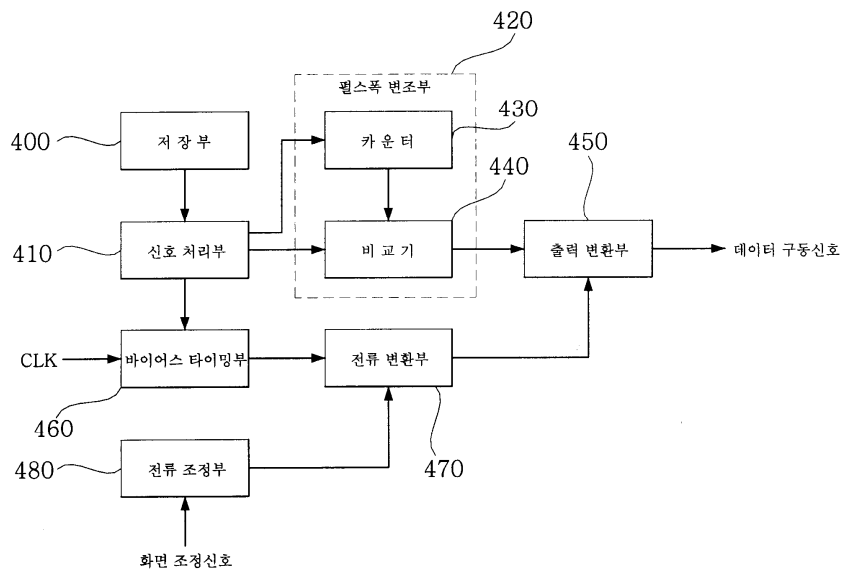 420
펄스폭 변조부
400
저 장 부
카 운 터
430
440
450
410
신호 처리부
비 교 기
출력 변환부
데이터 구동신호
CLK
바이어스 타이밍부
전류 변환부
460
470
480
전류 조정부
화면 조정신호